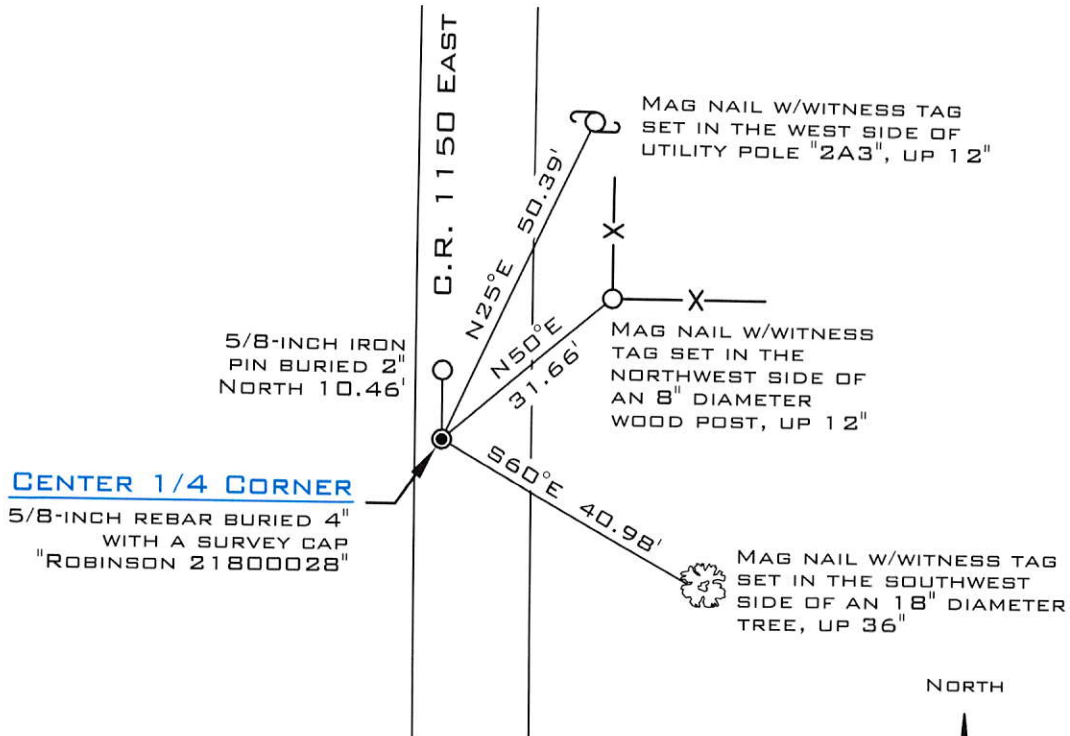 C.R. 1150 EAST
MAG NAIL W/WITNESS TAG
SET IN THE WEST SIDE OF
UTILITY POLE "2A3", UP 12"
N25°E 50.39'
N50°E
31.66'
MAG NAIL W/WITNESS
TAG SET IN THE
NORTHWEST SIDE OF
AN 8" DIAMETER
WOOD POST, UP 12"
5/8-INCH IRON
PIN BURIED 2"
NORTH 10.46'
CENTER 1/4 CORNER
5/8-INCH REBAR BURIED 4"
WITH A SURVEY CAP
"ROBINSON 21800028"
S60°E 40.98'
MAG NAIL W/WITNESS TAG
SET IN THE SOUTHWEST
SIDE OF AN 18" DIAMETER
TREE, UP 36"
NORTH
X
X